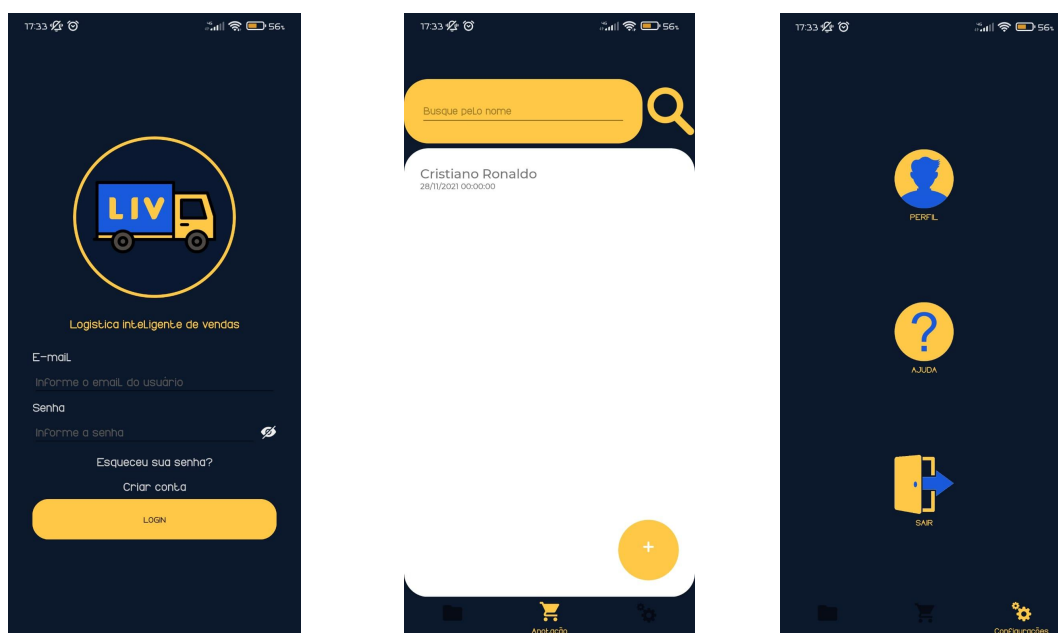 17:33
56%
LIV
Logistica inteligente de vendas
E-mail
Informe o email do usuário
Senha
Informe a senha
Esqueceu sua senha?
Criar conta
LOGIN
17:33
56%
Busque pelo nome
Cristiano Ronaldo
28/11/2021 00:00:00
+
Anotação
17:33
56%
PERFIL
?
AJUDA
SAIR
Configurações